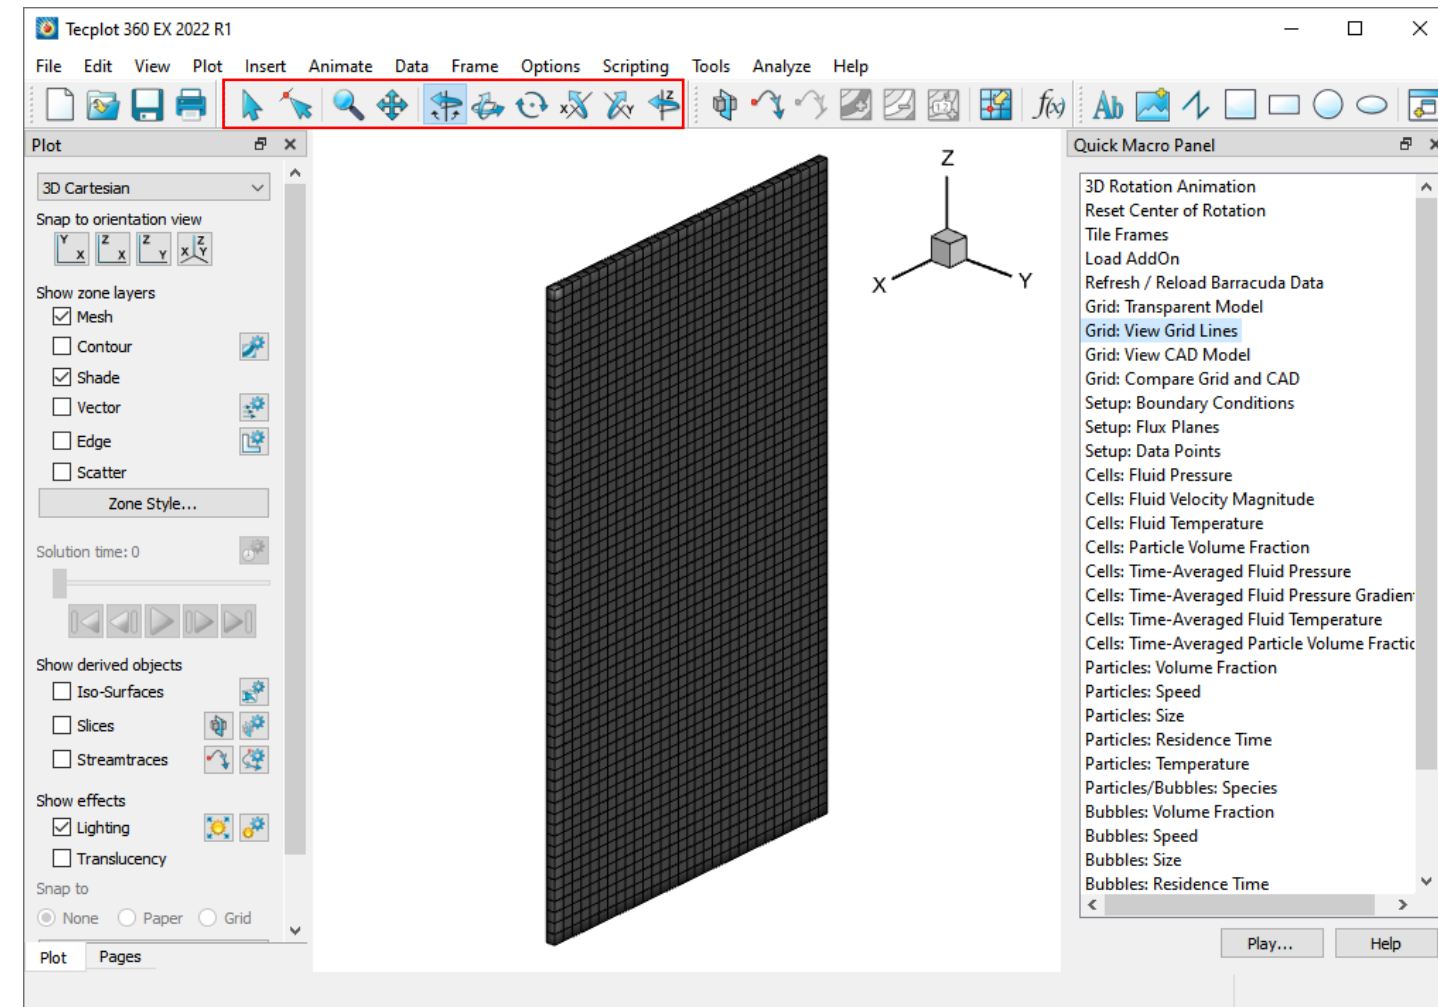 Tecplot 360 EX 2022 R1
File Edit View Plot Insert Animate Data Frame Options Scripting Tools Analyze Help
f(x) Ab
Plot
3D Cartesian
Snap to orientation view
Y X Z X Z Y X Z Y
Show zone layers
Mesh
Contour
Shade
Vector
Edge
Scatter
Zone Style...
Solution time: 0
Show derived objects
Iso-Surfaces
Slices
Streamtraces
Show effects
Lighting
Translucency
Snap to
None Paper Grid
Plot Pages
Z
X
Y
Quick Macro Panel
3D Rotation Animation
Reset Center of Rotation
Tile Frames
Load AddOn
Refresh / Reload Barracuda Data
Grid: Transparent Model
Grid: View Grid Lines
Grid: View CAD Model
Grid: Compare Grid and CAD
Setup: Boundary Conditions
Setup: Flux Planes
Setup: Data Points
Cells: Fluid Pressure
Cells: Fluid Velocity Magnitude
Cells: Fluid Temperature
Cells: Particle Volume Fraction
Cells: Time-Averaged Fluid Pressure
Cells: Time-Averaged Fluid Pressure Gradien
Cells: Time-Averaged Fluid Temperature
Cells: Time-Averaged Particle Volume Fractic
Particles: Volume Fraction
Particles: Speed
Particles: Size
Particles: Residence Time
Particles: Temperature
Particles/Bubbles: Species
Bubbles: Volume Fraction
Bubbles: Speed
Bubbles: Size
Bubbles: Residence Time
Play... Help